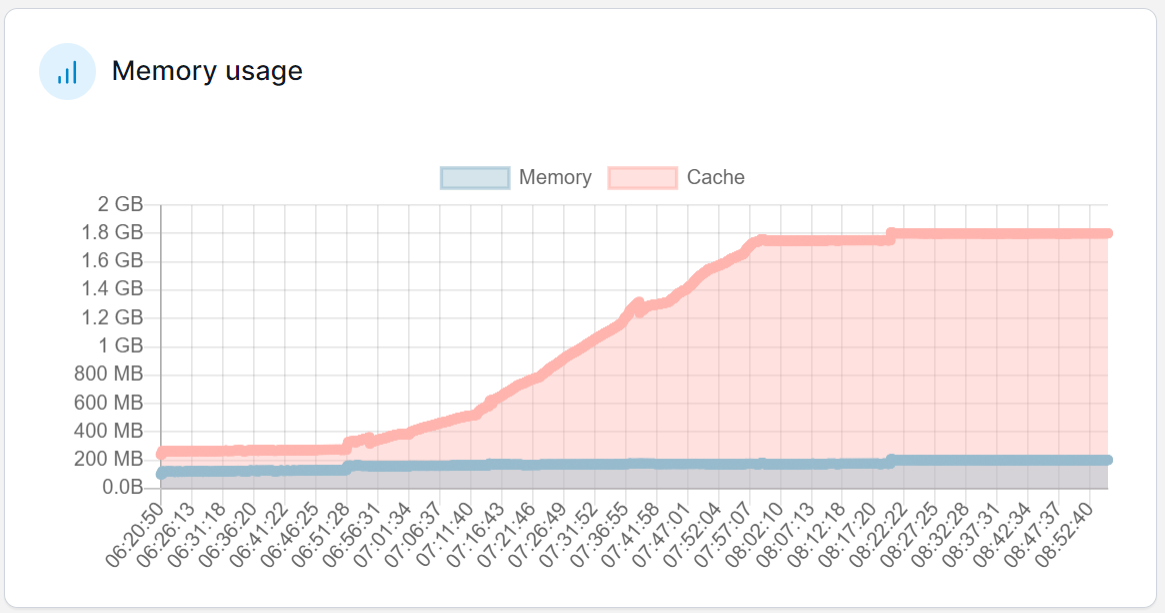 Memory usage
Memory Cache
2 GB
1.8 GB
1.6 GB
1.4 GB
1.2 GB
1 GB
800 MB
600 MB
400 MB
200 MB
0.0B
06:20:50 06:26:13 06:31:18 06:36:20 06:41:22 06:46:25 06:51:28 06:56:31 07:01:34 07:06:37 07:11:40 07:16:43 07:21:46 07:26:49 07:31:52 07:36:55 07:41:58 07:47:01 07:52:04 07:57:07 08:02:10 08:07:13 08:12:18 08:17:20 08:22:22 08:27:25 08:32:28 08:37:31 08:42:34 08:47:37 08:52:40